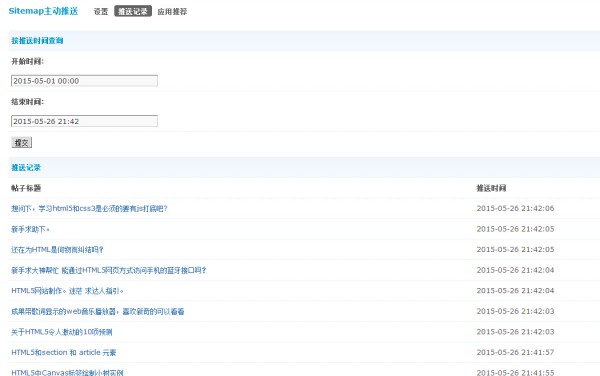 Sitemap主动推送 设置 推送记录 应用推荐
按推送时间查询
开始时间:
2015-05-01 00:00
结束时间:
2015-05-26 21:42
提交
推送记录
帖子标题 推送时间
想问下，学习html5和css3是必须的要有js打底吧? 2015-05-26 21:42:06
新手求助下。 2015-05-26 21:42:05
还在为HTML是何物而纠结吗? 2015-05-26 21:42:05
新手求大神帮忙 能通过HTML5网页方式访问手机的蓝牙接口吗? 2015-05-26 21:42:04
HTML5网站制作。迷茫 求达人指引。 2015-05-26 21:42:04
成果带歌词显示的web音乐播放器，喜欢新奇的可以看看 2015-05-26 21:42:03
关于HTML5令人激动的10项预测 2015-05-26 21:42:03
HTML5和section 和 article 元素 2015-05-26 21:41:57
HTML5中Canvas标签绘制小树实例 2015-05-26 21:41:55